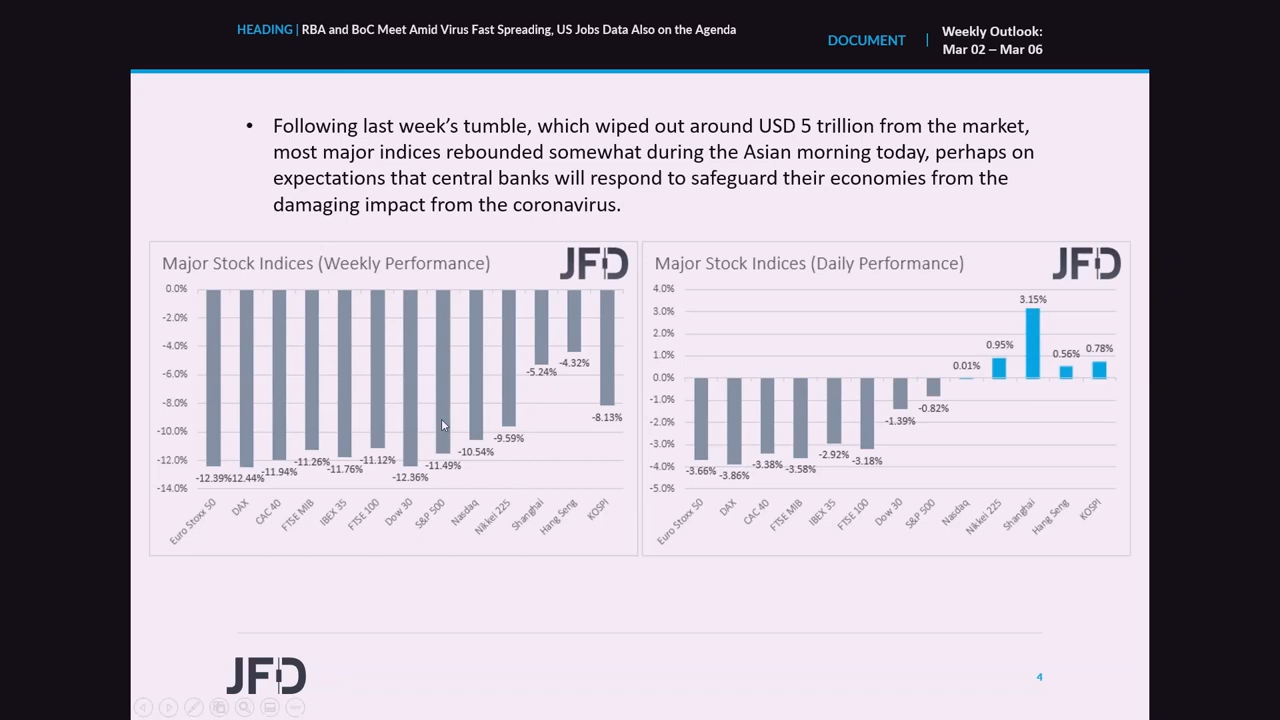 HEADING | RBA and BoC Meet Amid Virus Fast Spreading, US Jobs Data Also on the Agenda
DOCUMENT | Weekly Outlook:
Mar 02 – Mar 06
• Following last week's tumble, which wiped out around USD 5 trillion from the market,
most major indices rebounded somewhat during the Asian morning today, perhaps on
expectations that central banks will respond to safeguard their economies from the
damaging impact from the coronavirus.
Major Stock Indices (Weekly Performance)
JFD
0.0%
-2.0%
-4.0%
-6.0%
-8.0%
-10.0%
-12.0%
-14.0%
-12.39%
-12.44%
-11.94%
-11.26%
-11.76%
-11.12%
-12.36%
-11.49%
-10.54%
-9.59%
-5.24%
-4.32%
-8.13%
Euro Stoxx 50
DAX
CAC 40
FTSE MIB
IBEX 35
FTSE 100
Dow 30
S&P 500
Nasdaq
Nikkei 225
Shanghai
Hang Seng
KOSPI
Major Stock Indices (Daily Performance)
JFD
4.0%
3.0%
2.0%
1.0%
0.0%
-1.0%
-2.0%
-3.0%
-4.0%
-5.0%
-3.66%
-3.86%
-3.38%
-3.58%
-2.92%
-3.18%
-1.39%
-0.82%
0.01%
0.95%
3.15%
0.56%
0.78%
Euro Stoxx 50
DAX
CAC 40
FTSE MIB
IBEX 35
FTSE 100
Dow 30
S&P 500
Nasdaq
Nikkei 225
Shanghai
Hang Seng
KOSPI
JFD
4